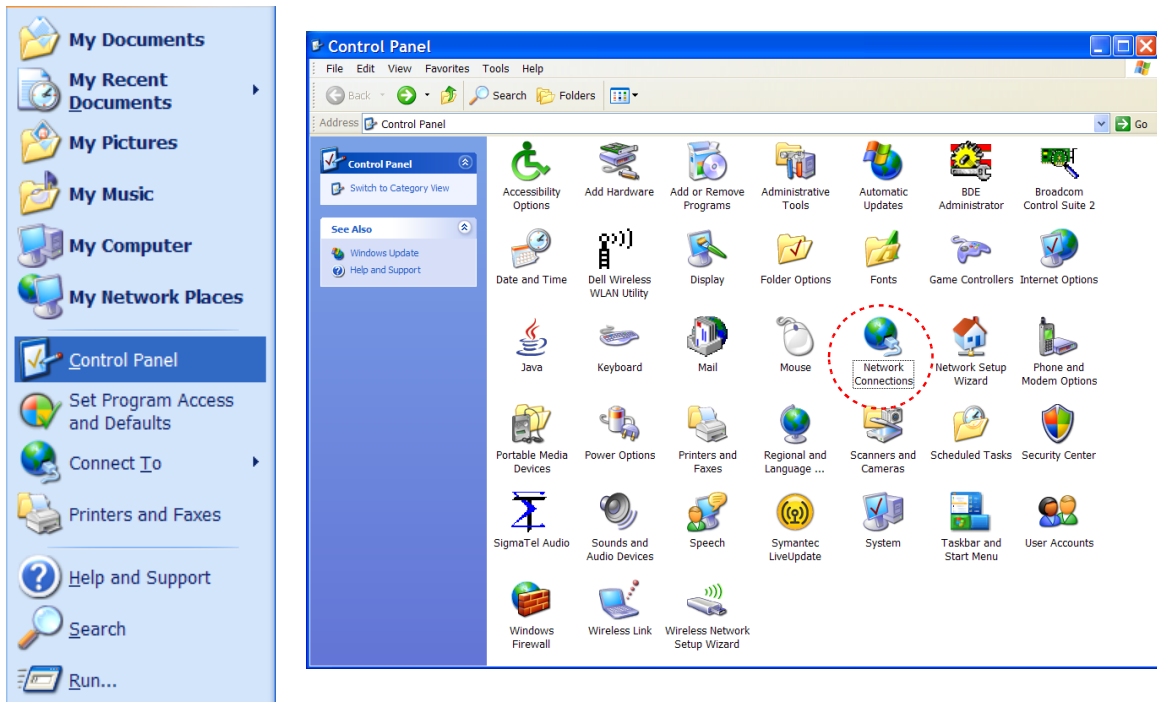 My Documents
My Recent
Documents
My Pictures
My Music
My Computer
My Network Places
Control Panel
Set Program Access
and Defaults
Connect To
Printers and Faxes
Help and Support
Search
Run...
Control Panel
File Edit View Favorites Tools Help
Back Search Folders
Address Control Panel Go
Control Panel
Switch to Category View
See Also
Windows Update
Help and Support
Accessibility
Options
Add Hardware
Add or Remove
Programs
Administrative
Tools
Automatic
Updates
BDE
Administrator
Broadcom
Control Suite 2
Date and Time
Dell Wireless
WLAN Utility
Display
Folder Options
Fonts
Game Controllers
Internet Options
Java
Keyboard
Mail
Mouse
Network
Connections
Network Setup
Wizard
Phone and
Modem Options
Portable Media
Devices
Power Options
Printers and
Faxes
Regional and
Language ...
Scanners and
Cameras
Scheduled Tasks
Security Center
SigmaTel Audio
Sounds and
Audio Devices
Speech
Symantec
LiveUpdate
System
Taskbar and
Start Menu
User Accounts
Windows
Firewall
Wireless Link
Wireless Network
Setup Wizard